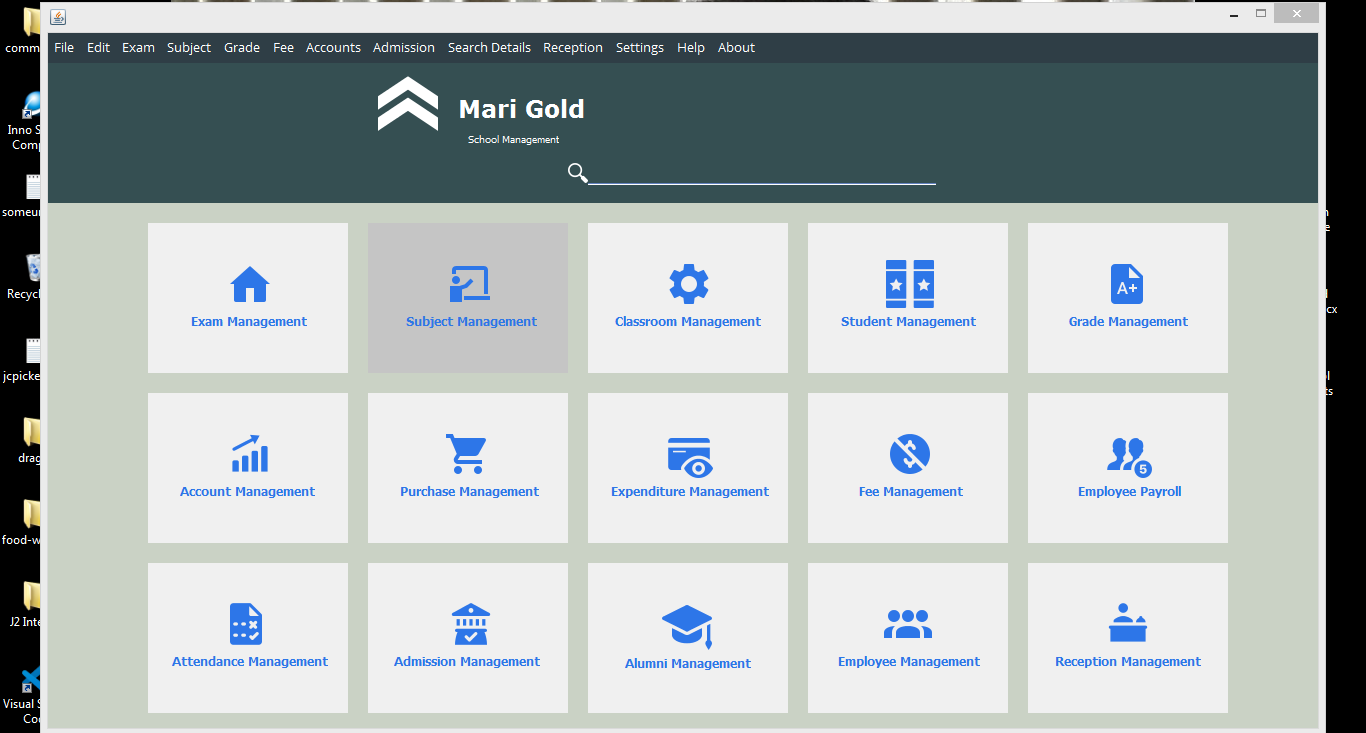 File Edit Exam Subject Grade Fee Accounts Admission Search Details Reception Settings Help About
Mari Gold
School Management
Exam Management
Subject Management
Classroom Management
Student Management
A+
Grade Management
Account Management
Purchase Management
Expenditure Management
Fee Management
5
Employee Payroll
Attendance Management
Admission Management
Alumni Management
Employee Management
Reception Management
Inno S
Comp
Recycl
jcpicke
drag
food-w
J2 Inte
Visual S
Co